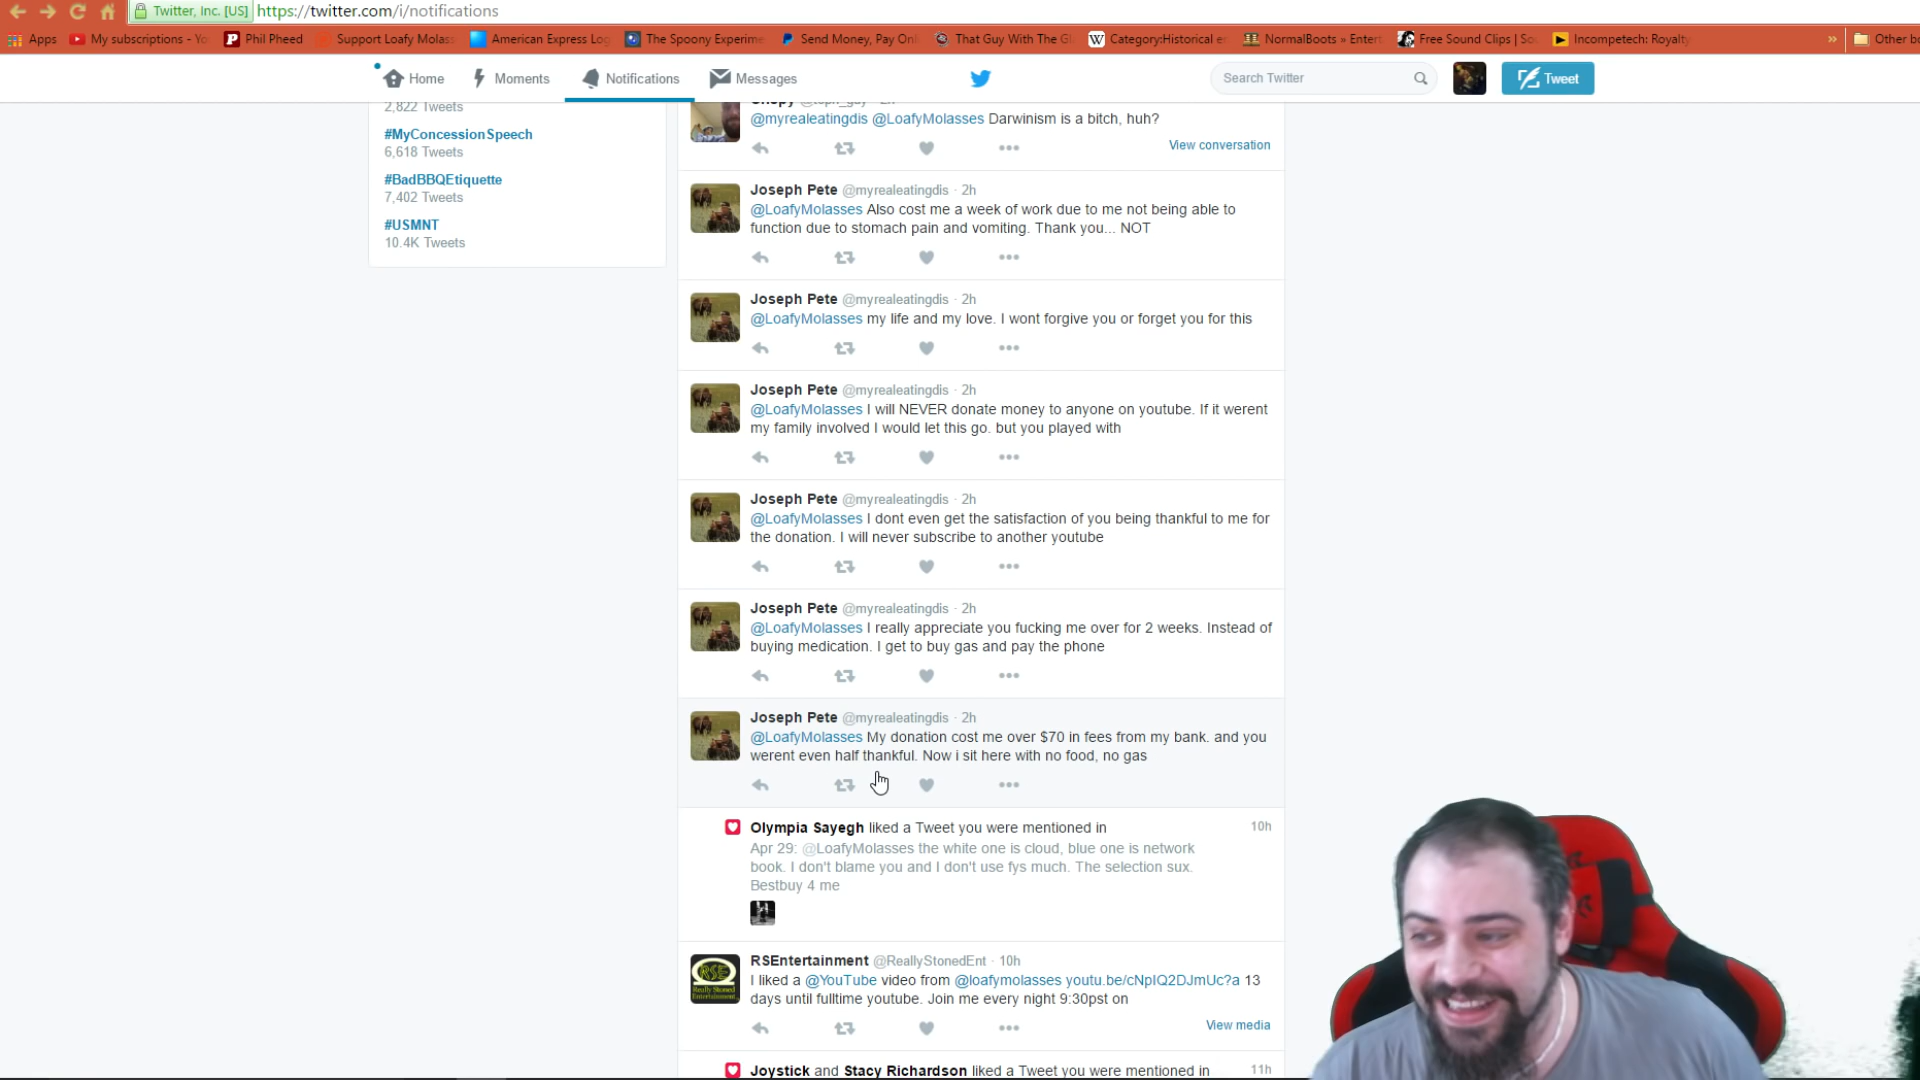 Twitter, Inc. [US] https://twitter.com/i/notifications
Apps My subscriptions - Yo Phil Pheed Support Loafy Molass American Express Log The Spoony Experime Send Money, Pay Onl That Guy With The Gl Category:Historical er NormalBoots » Entert Free Sound Clips | So Incompetech: Royalty » Other bo
Home Moments Notifications Messages Search Twitter Tweet
2,822 Tweets
#MyConcessionSpeech
6,618 Tweets
#BadBBQEtiquette
7,402 Tweets
#USMNT
10.4K Tweets
@myrealeatingdis @LoafyMolasses Darwinism is a bitch, huh?
View conversation
Joseph Pete @myrealeatingdis · 2h
@LoafyMolasses Also cost me a week of work due to me not being able to
function due to stomach pain and vomiting. Thank you... NOT
Joseph Pete @myrealeatingdis · 2h
@LoafyMolasses my life and my love. I wont forgive you or forget you for this
Joseph Pete @myrealeatingdis · 2h
@LoafyMolasses I will NEVER donate money to anyone on youtube. If it werent
my family involved I would let this go. but you played with
Joseph Pete @myrealeatingdis · 2h
@LoafyMolasses I dont even get the satisfaction of you being thankful to me for
the donation. I will never subscribe to another youtube
Joseph Pete @myrealeatingdis · 2h
@LoafyMolasses I really appreciate you fucking me over for 2 weeks. Instead of
buying medication. I get to buy gas and pay the phone
Joseph Pete @myrealeatingdis · 2h
@LoafyMolasses My donation cost me over $70 in fees from my bank. and you
werent even half thankful. Now i sit here with no food, no gas
Olympia Sayegh liked a Tweet you were mentioned in 10h
Apr 29: @LoafyMolasses the white one is cloud, blue one is network
book. I don't blame you and I don't use fys much. The selection sux.
Bestbuy 4 me
RSEntertainment @ReallyStonedEnt · 10h
I liked a @YouTube video from @loafymolasses youtu.be/cNpIQ2DJmUc?a 13
days until fulltime youtube. Join me every night 9:30pst on
View media
Joystick and Stacy Richardson liked a Tweet you were mentioned in 11h